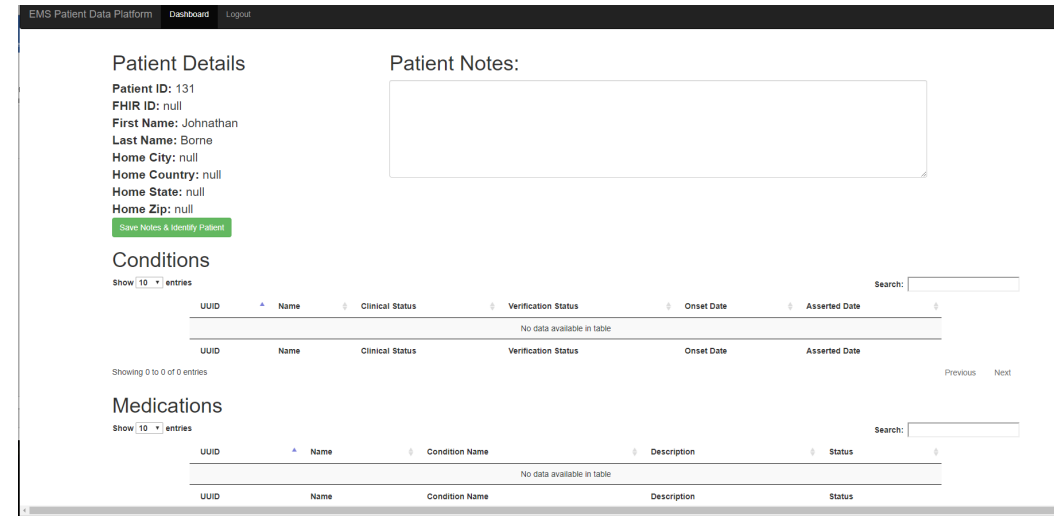 EMS Patient Data Platform Dashboard Logout
Patient Details
Patient ID: 131
FHIR ID: null
First Name: Johnathan
Last Name: Borne
Home City: null
Home Country: null
Home State: null
Home Zip: null
Save Notes & Identify Patient
Patient Notes:
Conditions
Show 10 entries
Search:
UUID Name Clinical Status Verification Status Onset Date Asserted Date
No data available in table
UUID Name Clinical Status Verification Status Onset Date Asserted Date
Showing 0 to 0 of 0 entries
Previous Next
Medications
Show 10 entries
Search:
UUID Name Condition Name Description Status
No data available in table
UUID Name Condition Name Description Status